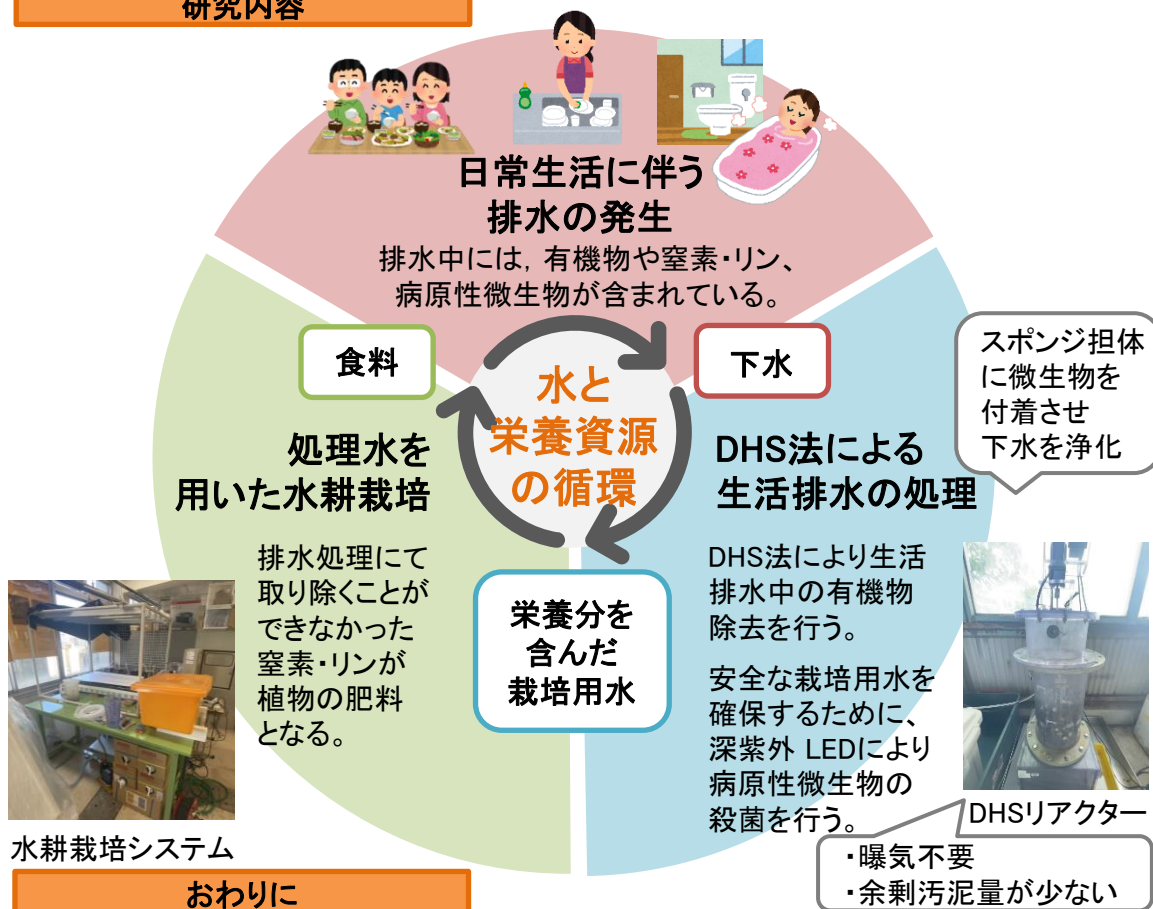 研究内容
日常生活に伴う
排水の発生
排水中には, 有機物や窒素・リン、
病原性微生物が含まれている。
食料
下水
水と
栄養資源
の循環
スポンジ担体
に微生物を
付着させ
下水を浄化
DHS法による
生活排水の処理
DHS法により生活
排水中の有機物
除去を行う。
安全な栽培用水を
確保するために、
深紫外 LEDにより
病原性微生物の
殺菌を行う。
DHSリアクター
・曝気不要
・余剰汚泥量が少ない
栄養分を
含んだ
栽培用水
処理水を
用いた水耕栽培
排水処理にて
取り除くことが
できなかった
窒素・リンが
植物の肥料
となる。
水耕栽培システム
おわりに